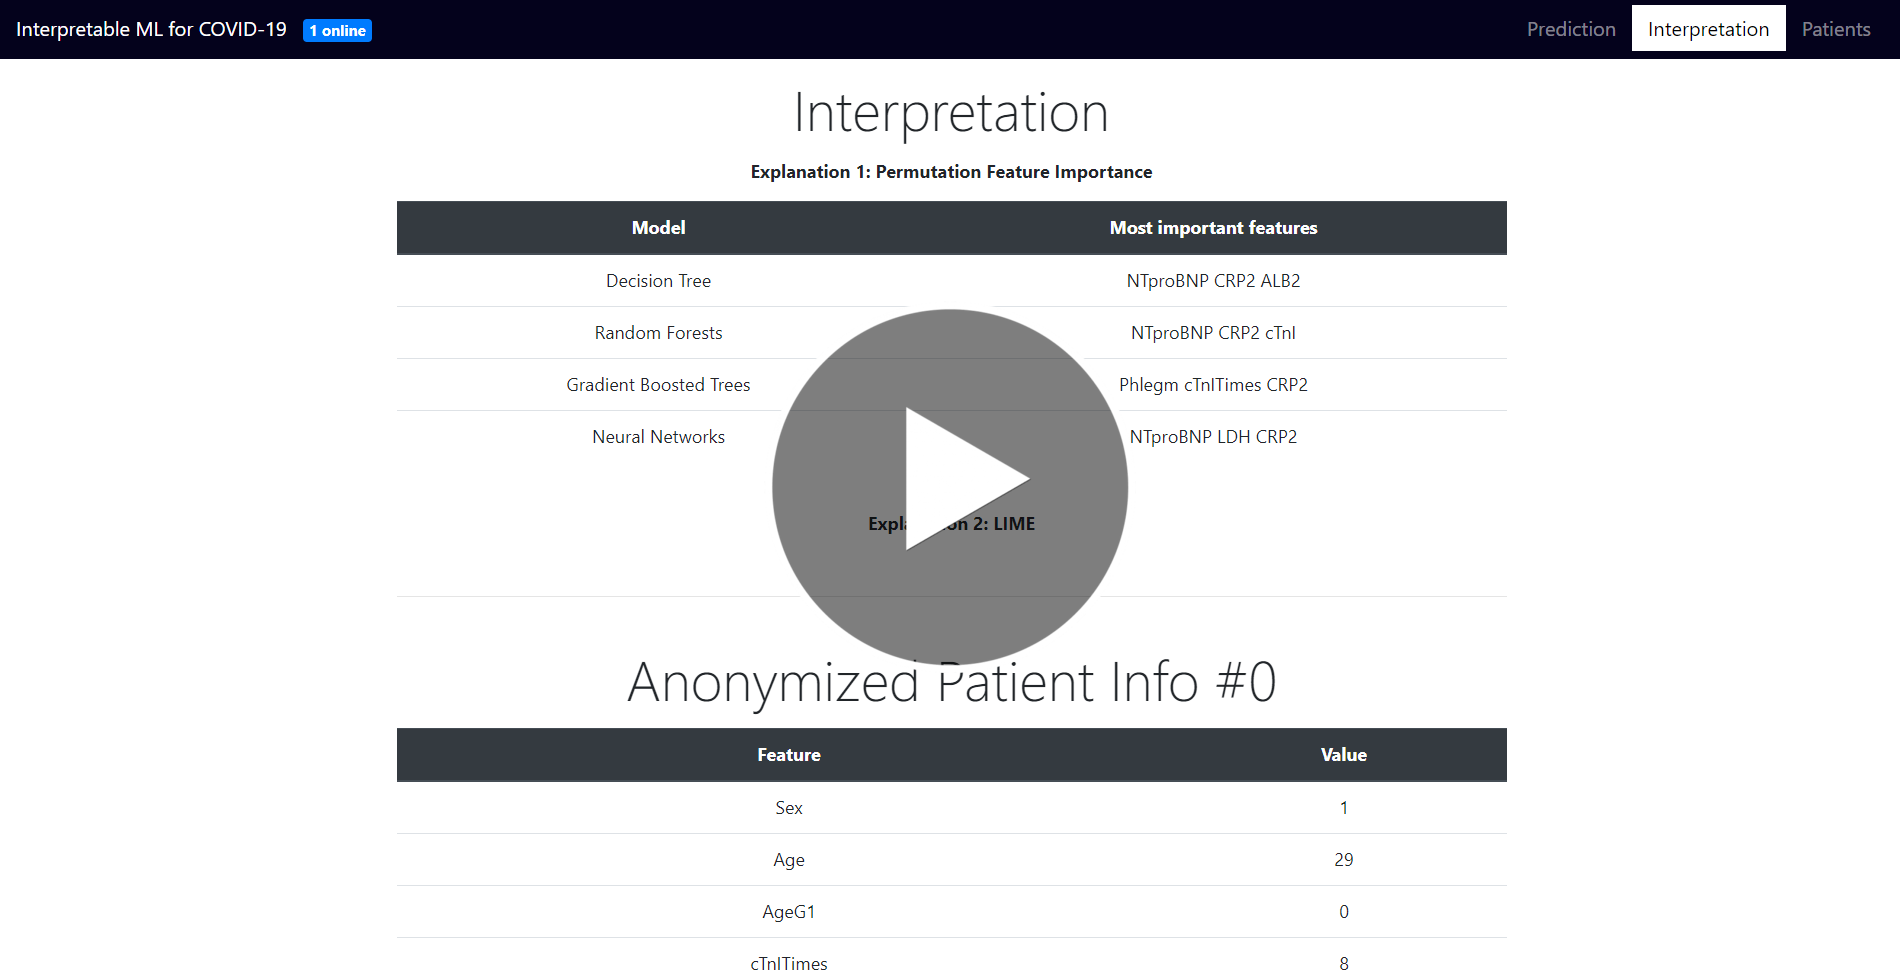 Interpretable ML for COVID-19 1 online Prediction Interpretation Patients
Interpretation
Explanation 1: Permutation Feature Importance
Model Most important features
Decision Tree NTproBNP CRP2 ALB2
Random Forests NTproBNP CRP2 cTnI
Gradient Boosted Trees Phlegm cTnITimes CRP2
Neural Networks NTproBNP LDH CRP2
2: LIME
Anonymized Patient Info #0
Feature Value
Sex 1
Age 29
AgeG1 0
cTnITimes 8